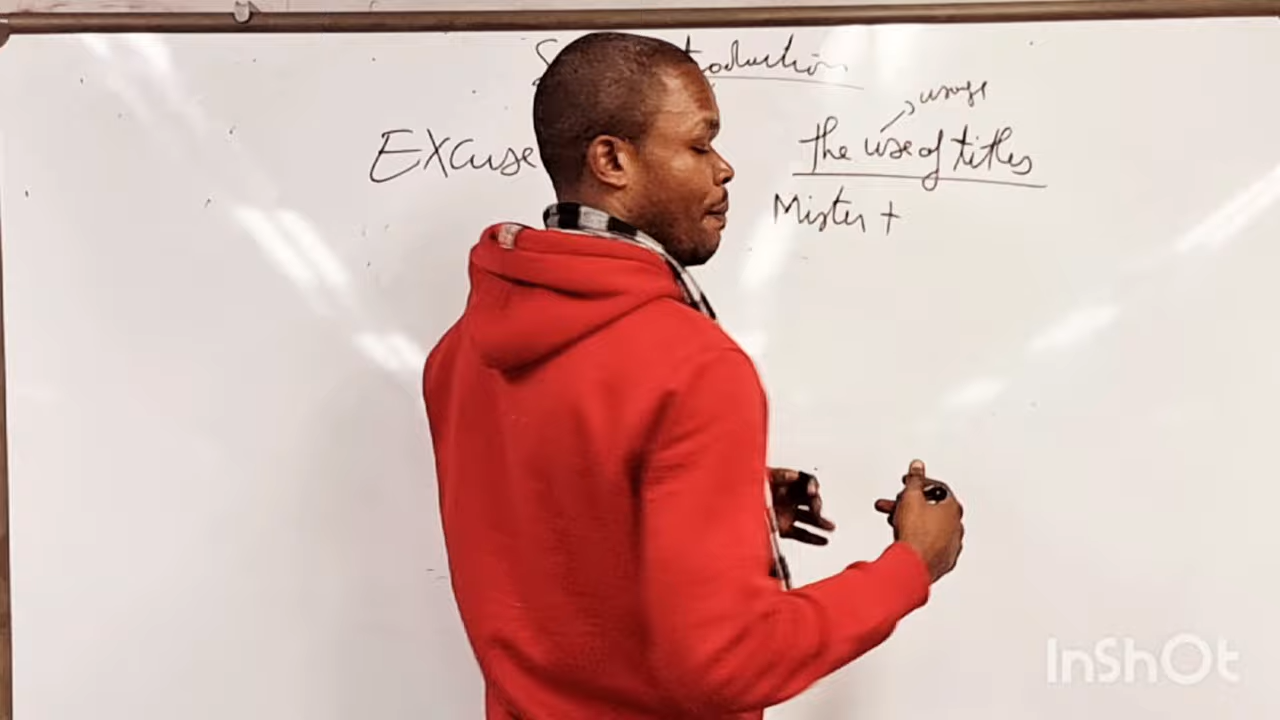 usage
Excuse
the use of titles
Mister +
InShOt